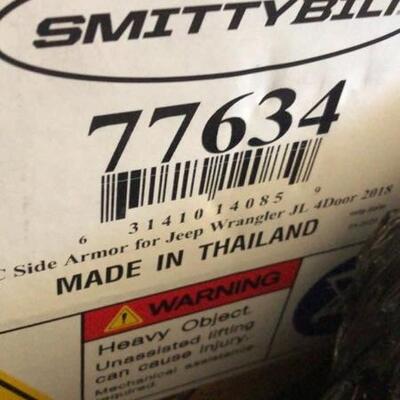 SMITTYBILT
77634
6 31410 14085 9
C Side Armor for Jeep Wrangler JL 4Door 2018
MADE IN THAILAND
WARNING
Heavy Object.
Unassisted lifting
can cause injury.
Mechanical assistance
required.